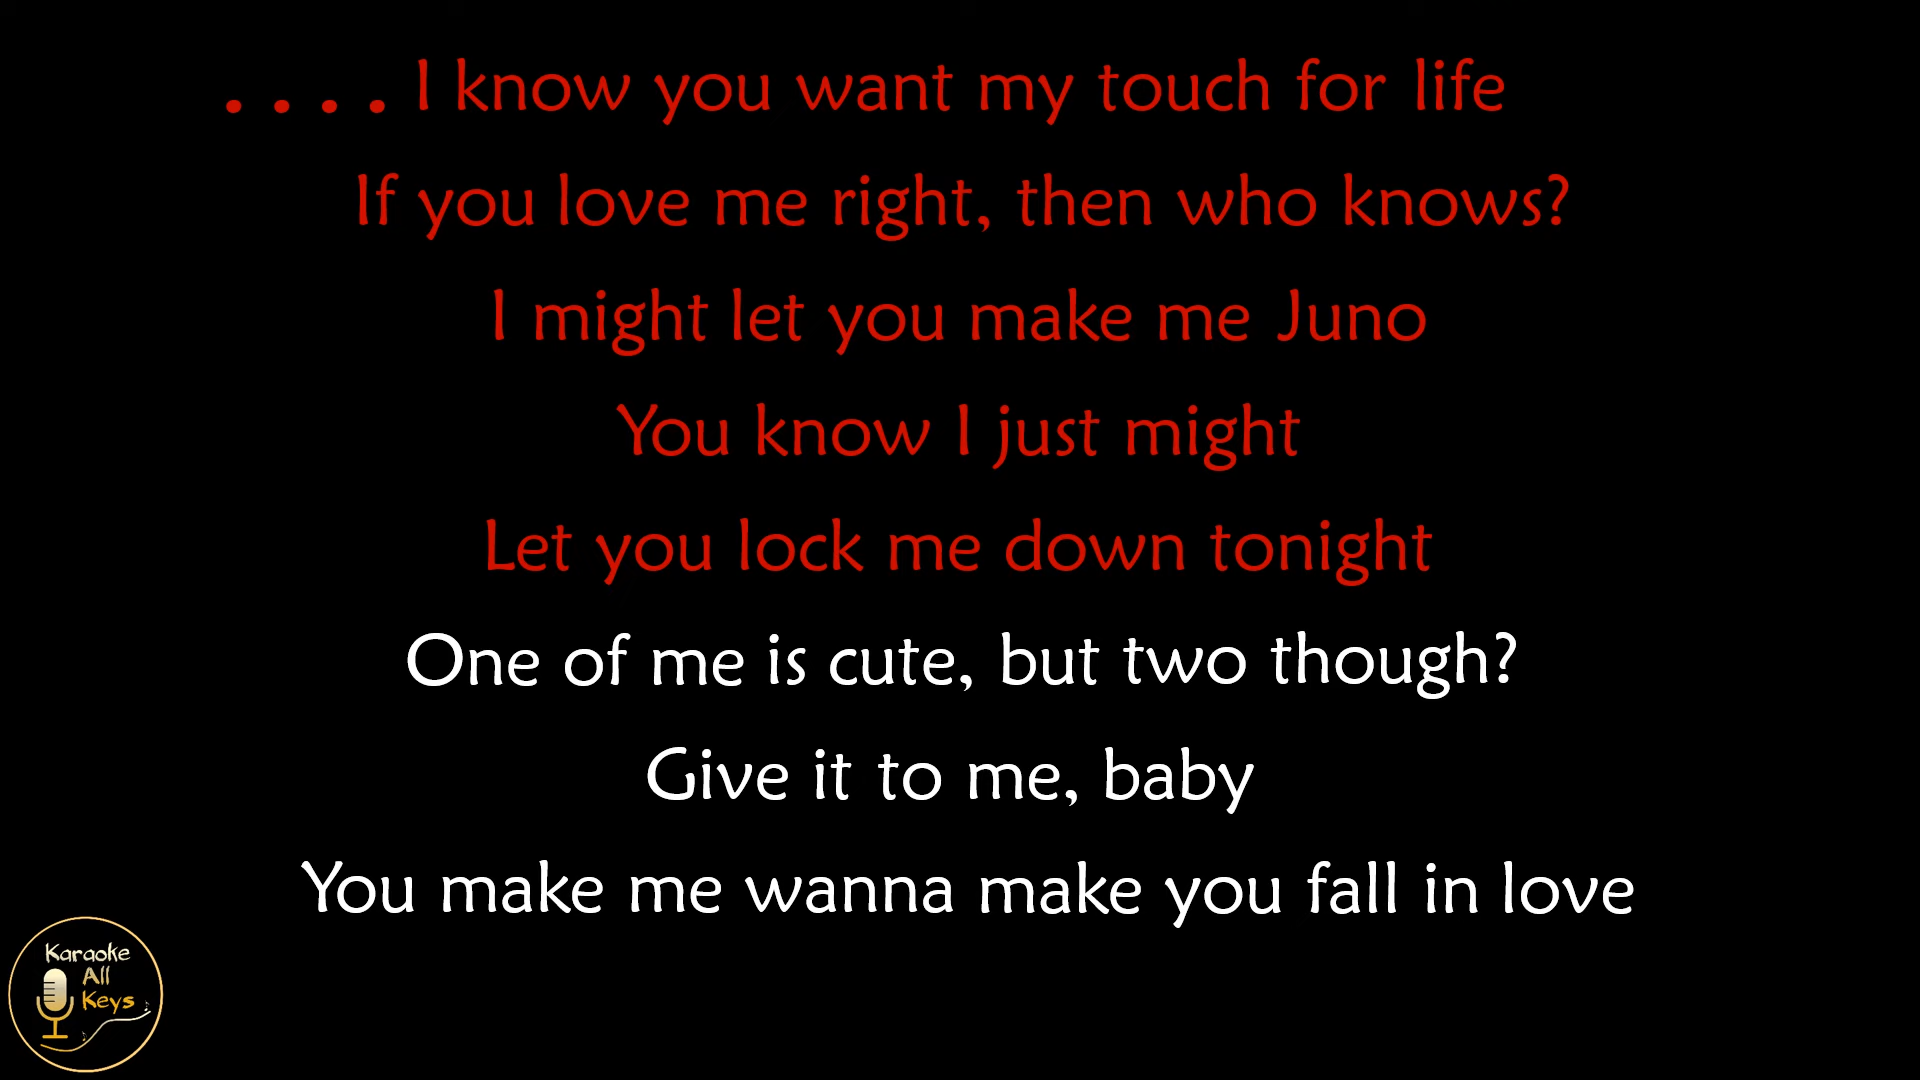 . . . . I know you want my touch for life
If you love me right, then who knows?
I might let you make me Juno
You know I just might
Let you lock me down tonight
One of me is cute, but two though?
Give it to me, baby
You make me wanna make you fall in love
Karaoke
All
Keys